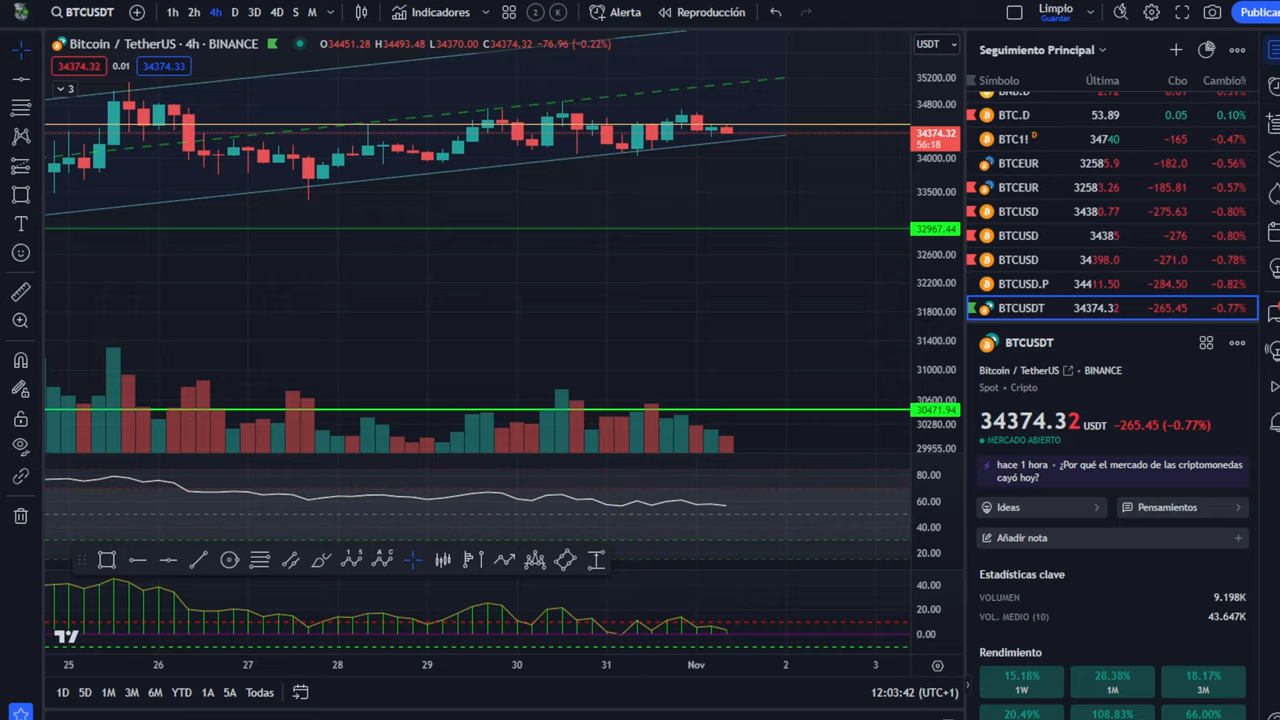 BTCUSDT 1h 2h 4h D 3D 4D S M Indicadores 2 K Alerta Reproducción Limpio Guardar Publicar
Bitcoin / TetherUS · 4h · BINANCE O34451.28 H34493.48 L34370.00 C34374.32 -76.96 (-0.22%) USDT
34374.32 0.01 34374.33
3
35200.00
34800.00
34374.32
56:18
34000.00
33500.00
32967.44
32600.00
32200.00
31800.00
31400.00
31000.00
30600.00
30471.94
30280.00
29955.00
80.00
60.00
40.00
20.00
40.00
20.00
0.00
25 26 27 28 29 30 31 Nov 2 3
1D 5D 1M 3M 6M YTD 1A 5A Todas 12:03:42 (UTC+1)
Seguimiento Principal
Símbolo Última Cbo Cambio%
BTC.D 53.89 0.05 0.10%
BTC1! D 34740 -165 -0.47%
BTCEUR 32585.9 -182.0 -0.56%
BTCEUR 32583.26 -185.81 -0.57%
BTCUSD 34380.77 -275.63 -0.80%
BTCUSD 34385 -276 -0.80%
BTCUSD 34398.0 -271.0 -0.78%
BTCUSD.P 34411.50 -284.50 -0.82%
BTCUSDT 34374.32 -265.45 -0.77%
BTCUSDT
Bitcoin / TetherUS · BINANCE
Spot · Cripto
34374.32 USDT -265.45 (-0.77%)
MERCADO ABIERTO
hace 1 hora · ¿Por qué el mercado de las criptomonedas
cayó hoy?
Ideas Pensamientos
Añadir nota
Estadísticas clave
VOLUMEN 9.198K
VOL. MEDIO (10) 43.647K
Rendimiento
15.18% 28.38% 18.17%
1W 1M 3M
20.49% 108.83% 66.00%